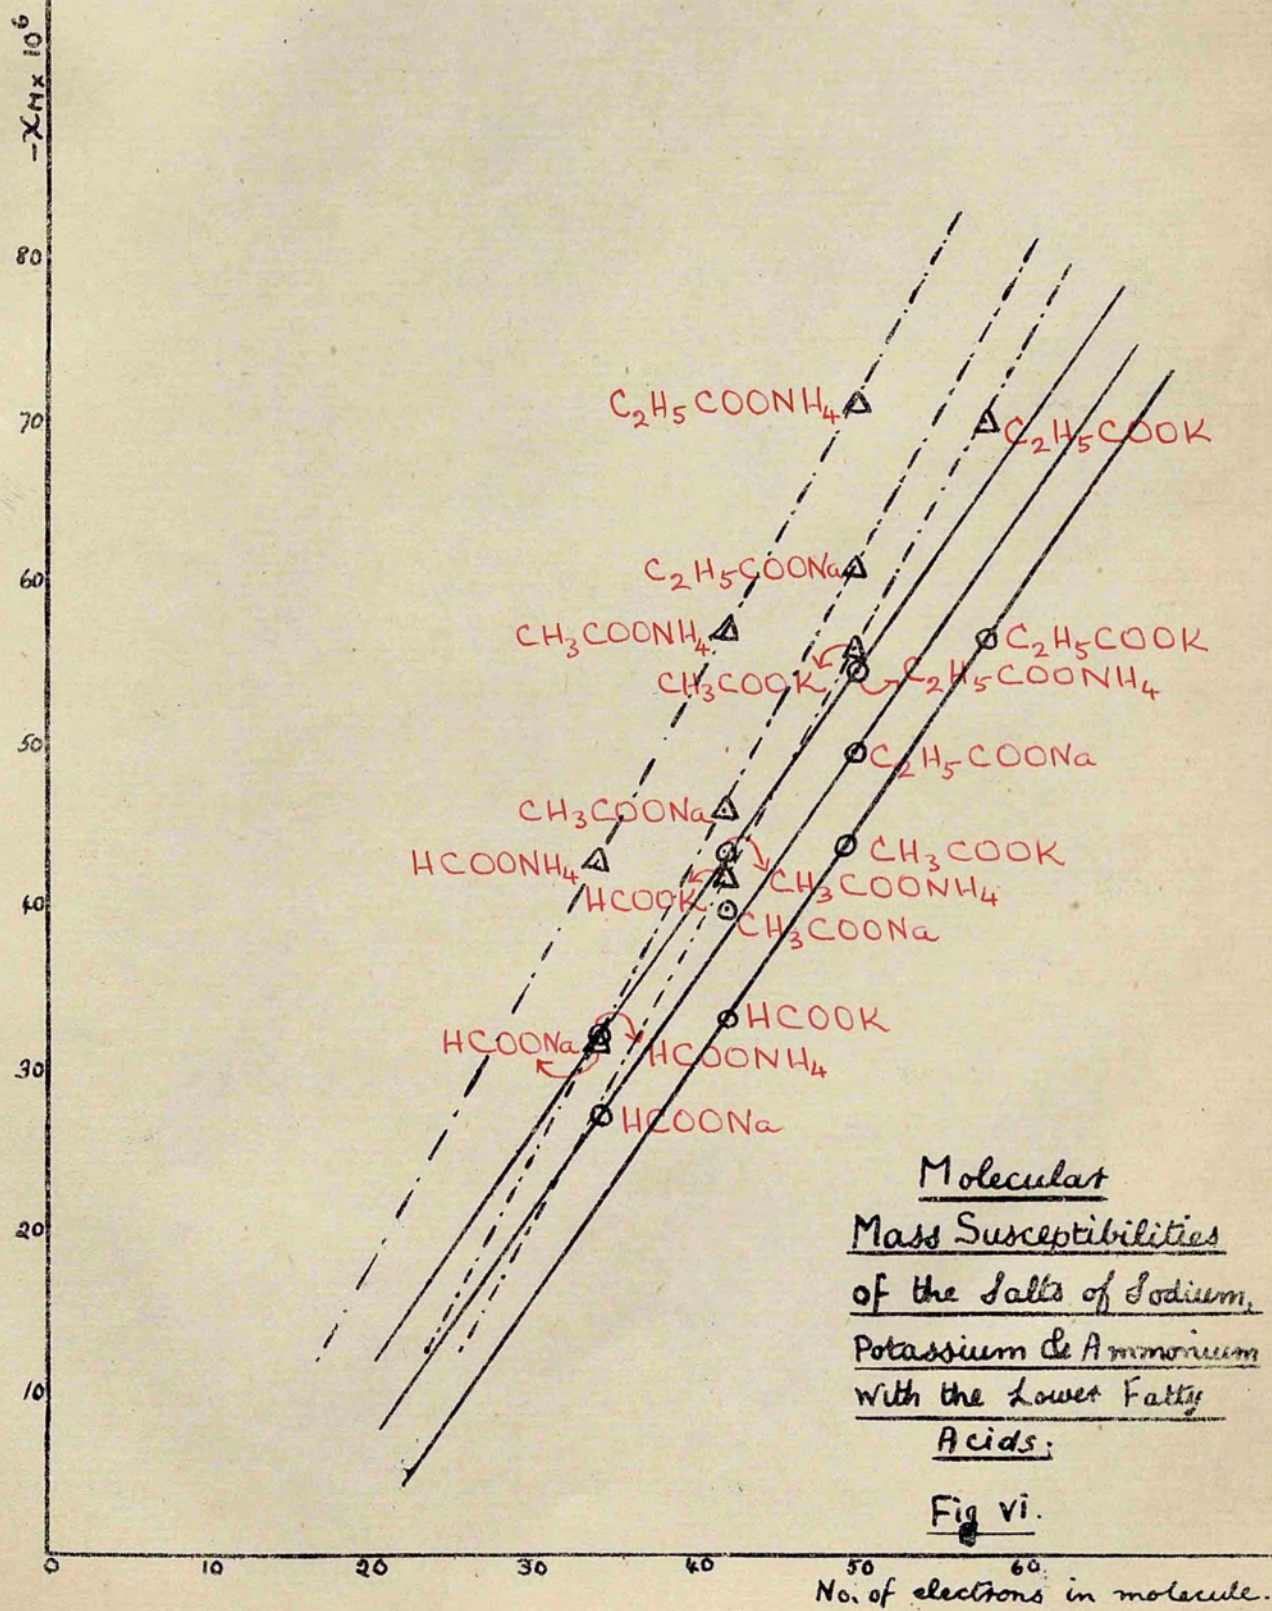 -χM × 10⁶
80
70
60
50
40
30
20
10
0 10 20 30 40 50 60
No. of electrons in molecule.
C₂H₅COONH₄
C₂H₅COOK
C₂H₅COONa
CH₃COONH₄
C₂H₅COOK
CH₃COOK
C₂H₅COONH₄
C₂H₅COONa
CH₃COONa
HCOONH₄
CH₃COOK
CH₃COONH₄
HCOOK
CH₃COONa
HCOOK
HCOONa
HCOONH₄
HCOONa
Molecular
Mass Susceptibilities
of the Salts of Sodium,
Potassium & Ammonium
With the Lower Fatty
Acids.
Fig vi.